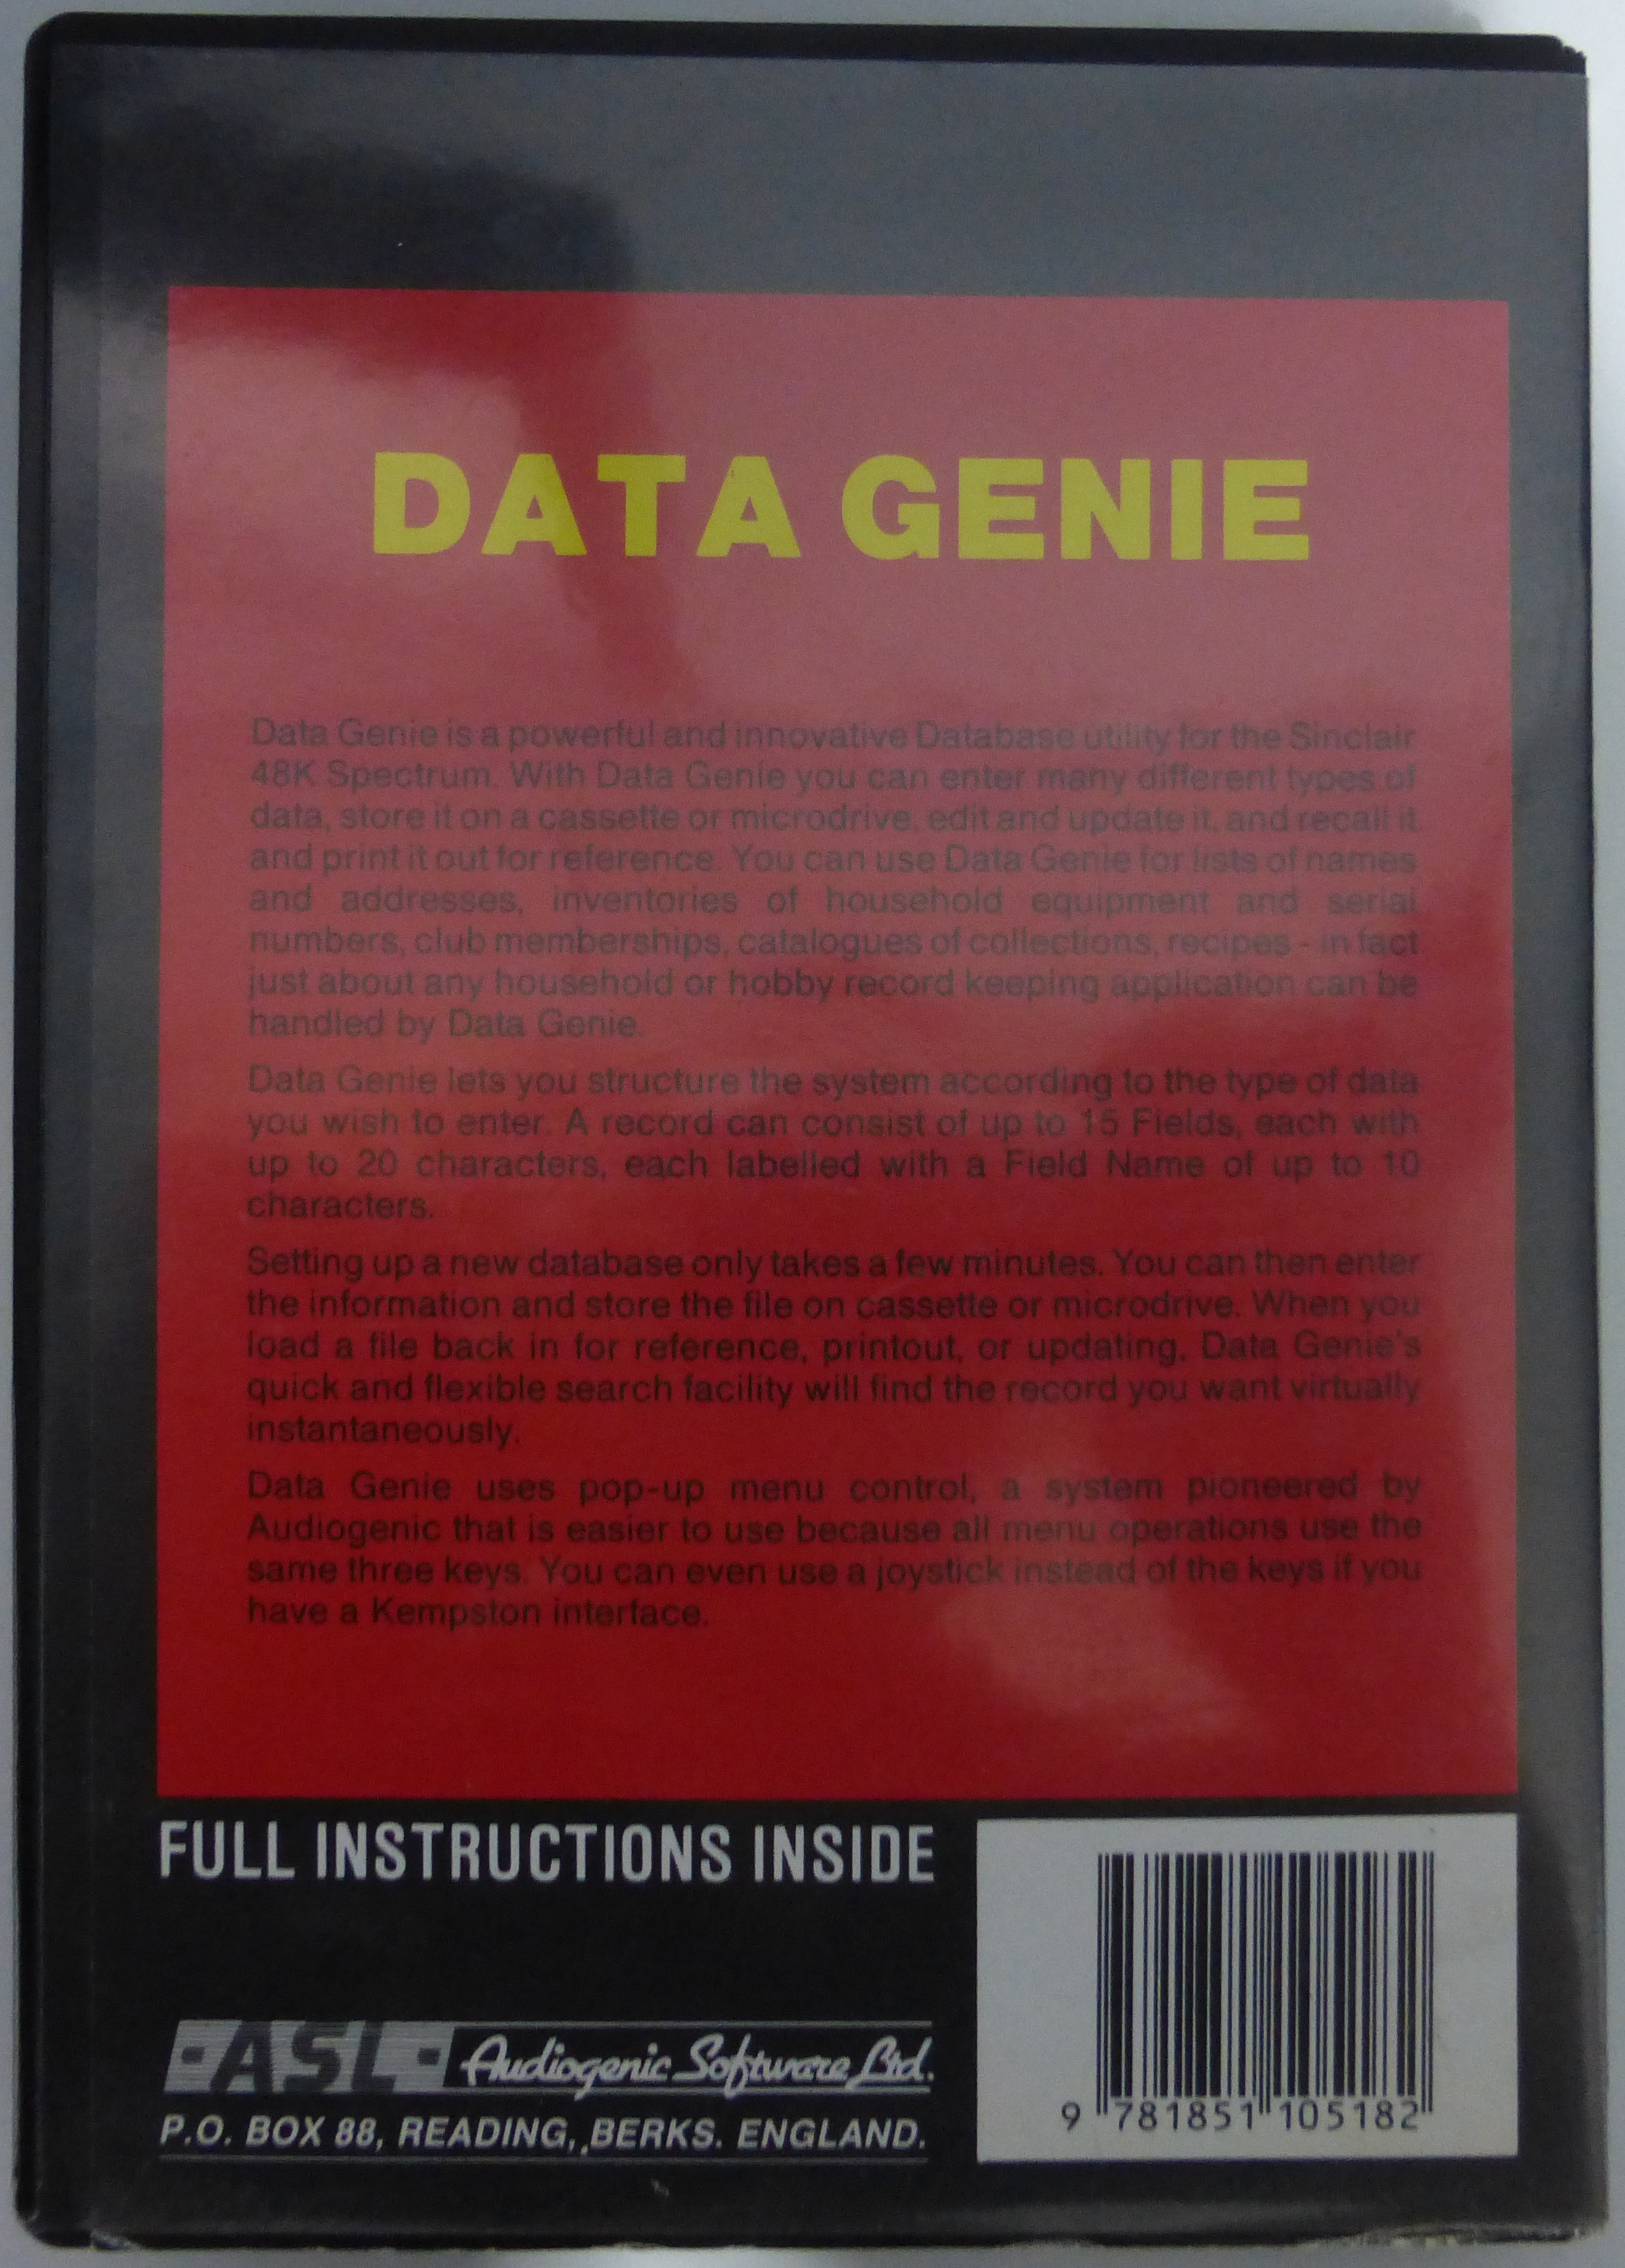 DATA GENIE
Data Genie is a powerful and innovative Database utility for the Sinclair
48K Spectrum. With Data Genie you can enter many different types of
data, store it on a cassette or microdrive, edit and update it, and recall it
and print it out for reference. You can use Data Genie for lists of names
and addresses, inventories of household equipment and serial
numbers, club memberships, catalogues of collections, recipes - in fact
just about any household or hobby record keeping application can be
handled by Data Genie.
Data Genie lets you structure the system according to the type of data
you wish to enter. A record can consist of up to 15 Fields, each with
up to 20 characters, each labelled with a Field Name of up to 10
characters.
Setting up a new database only takes a few minutes. You can then enter
the information and store the file on cassette or microdrive. When you
load a file back in for reference, printout, or updating, Data Genie's
quick and flexible search facility will find the record you want virtually
instantaneously.
Data Genie uses pop-up menu control, a system pioneered by
Audiogenic that is easier to use because all menu operations use the
same three keys. You can even use a joystick instead of the keys if you
have a Kempston interface.
FULL INSTRUCTIONS INSIDE
-ASL- Audiogenic Software Ltd.
P.O. BOX 88, READING, BERKS. ENGLAND.
9 781851 105182